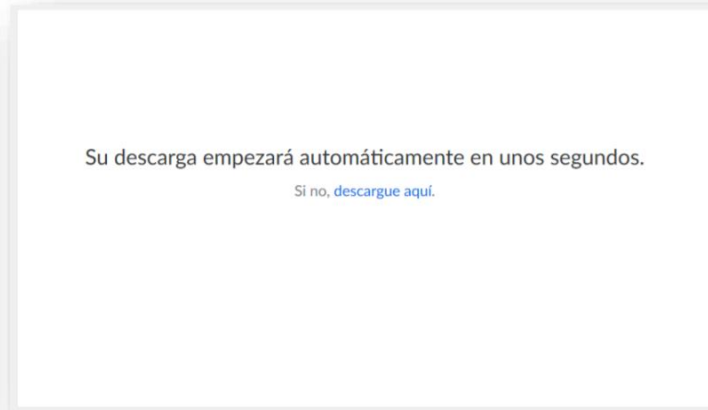 Su descarga empezará automáticamente en unos segundos.
Si no, descargue aquí.